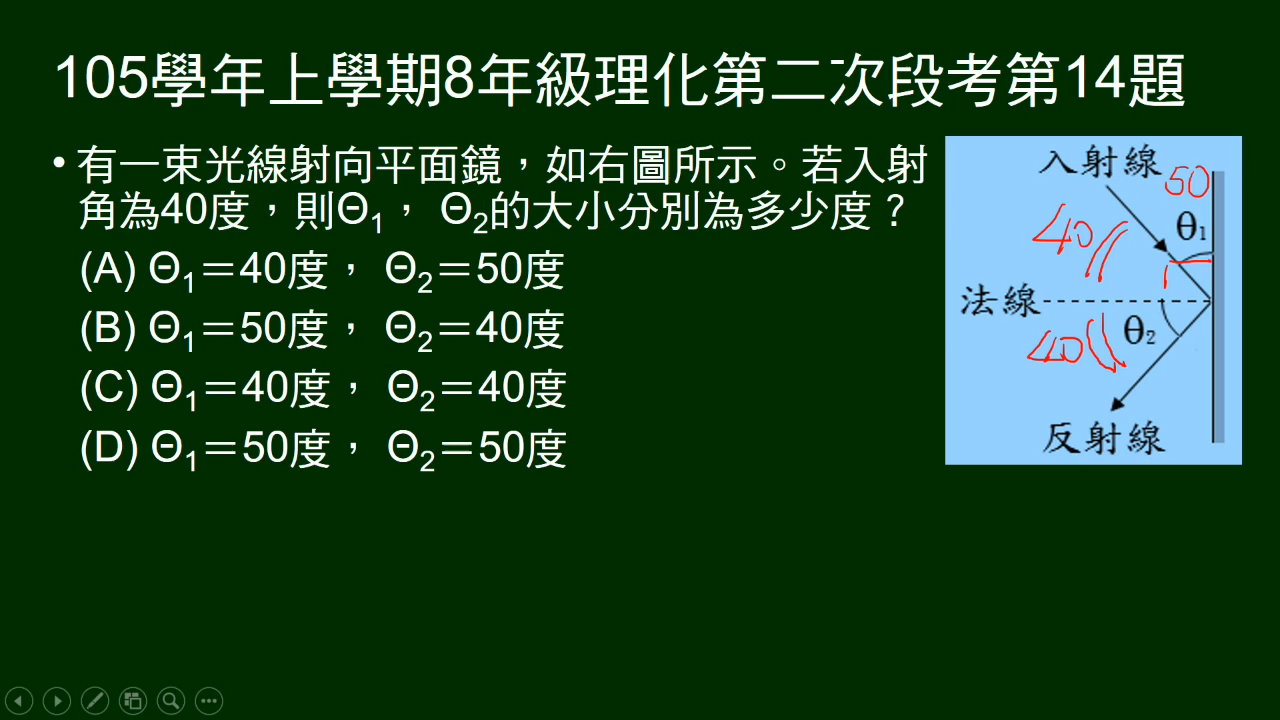 105學年上學期8年級理化第二次段考第14題
• 有一束光線射向平面鏡，如右圖所示。若入射
角為40度，則Θ₁， Θ₂的大小分別為多少度？
(A) Θ₁＝40度， Θ₂＝50度
(B) Θ₁＝50度， Θ₂＝40度
(C) Θ₁＝40度， Θ₂＝40度
(D) Θ₁＝50度， Θ₂＝50度
入射線
50
40
θ₁
法線
40
θ₂
反射線